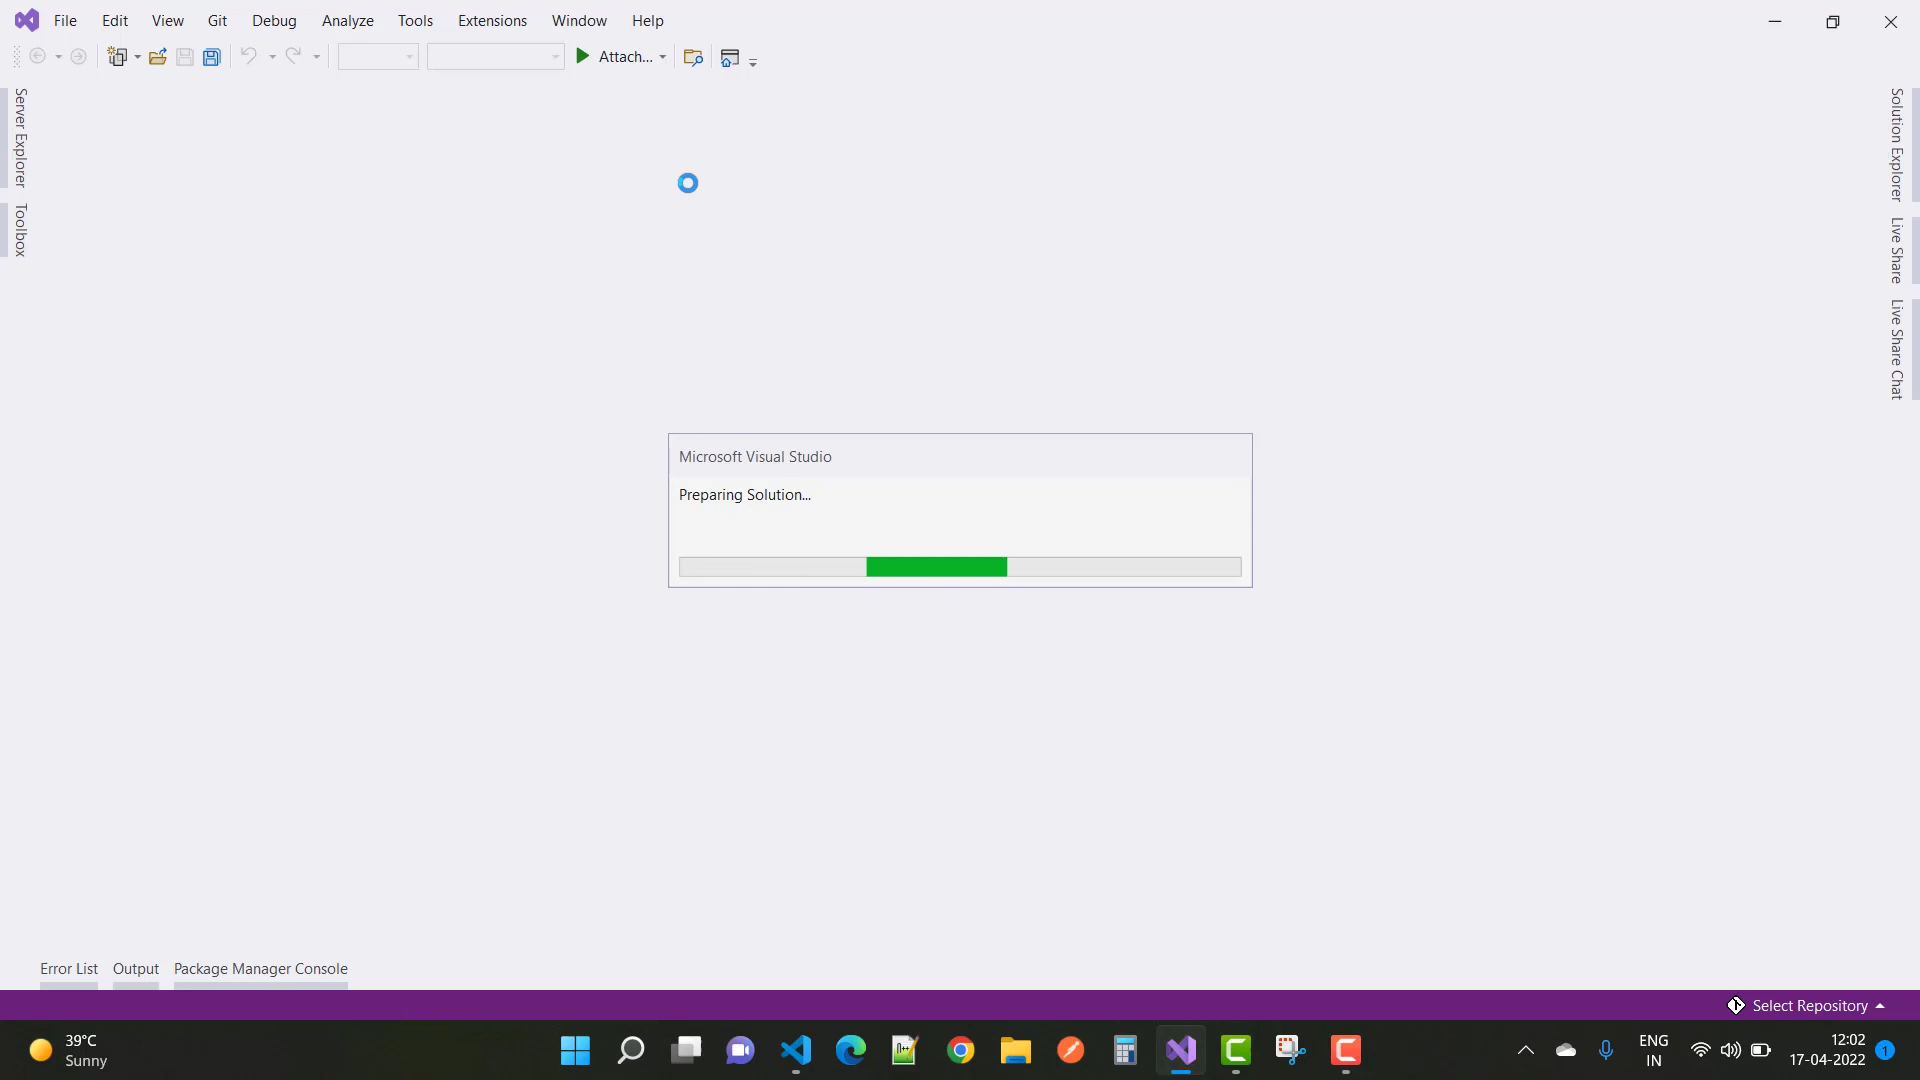 File Edit View Git Debug Analyze Tools Extensions Window Help
Attach...
Server Explorer
Toolbox
Solution Explorer
Live Share
Live Share Chat
Microsoft Visual Studio
Preparing Solution...
Error List Output Package Manager Console
Select Repository
39°C
Sunny
ENG
IN
12:02
17-04-2022
1